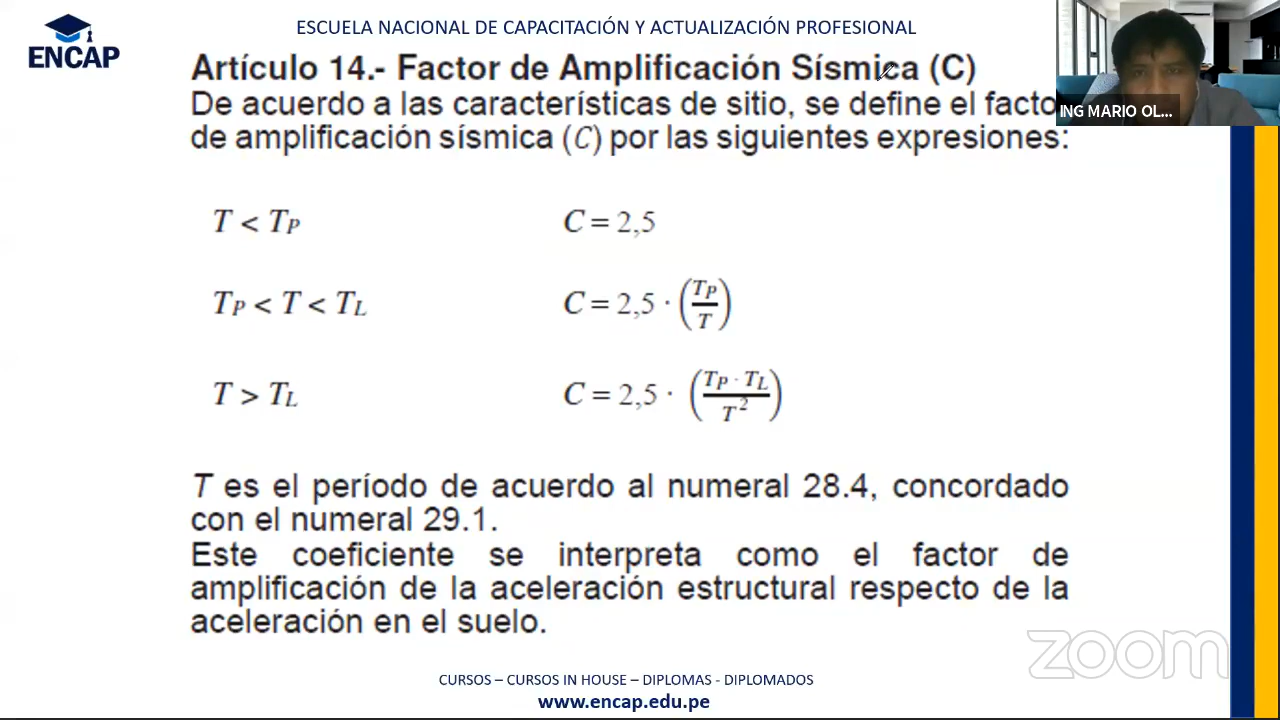 ESCUELA NACIONAL DE CAPACITACIÓN Y ACTUALIZACIÓN PROFESIONAL
ENCAP
ING MARIO OL...
Artículo 14.- Factor de Amplificación Sísmica (C)
De acuerdo a las características de sitio, se define el facto
de amplificación sísmica (C) por las siguientes expresiones:
T < TP C = 2,5
TP < T < TL C = 2,5 · (TP/T)
T > TL C = 2,5 · (TP · TL/T²)
T es el período de acuerdo al numeral 28.4, concordado
con el numeral 29.1.
Este coeficiente se interpreta como el factor de
amplificación de la aceleración estructural respecto de la
aceleración en el suelo.
zoom
CURSOS – CURSOS IN HOUSE – DIPLOMAS - DIPLOMADOS
www.encap.edu.pe